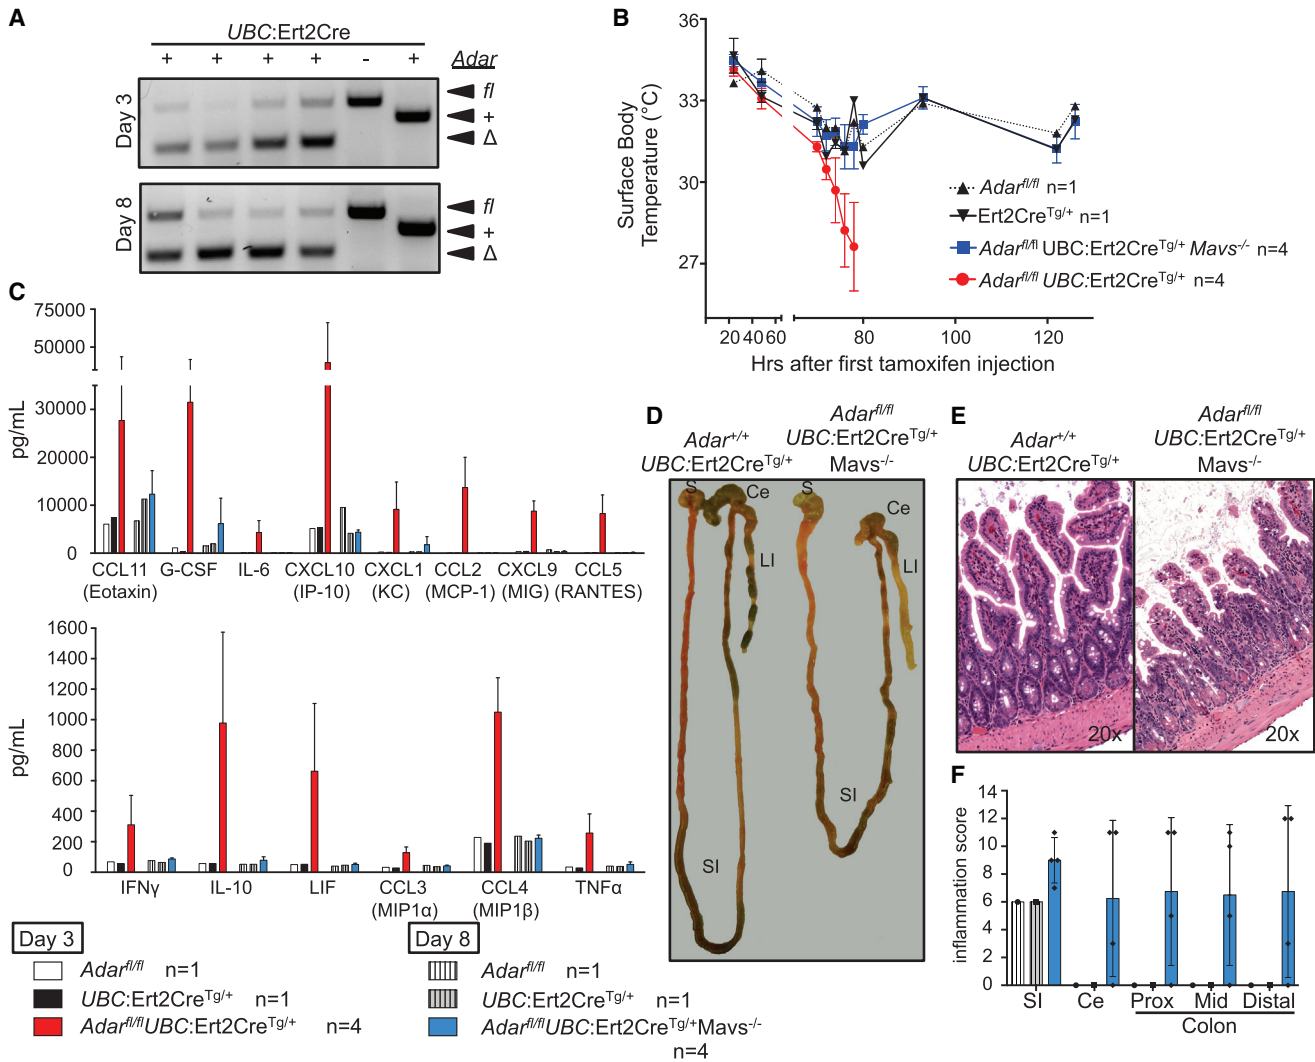 A
UBC:Ert2Cre
+ + + + - + Adar
Day 3
fl
+
Δ
Day 8
fl
+
Δ
B
Surface Body
Temperature (°C)
36
33
30
27
20 40 60 80 100 120
Hrs after first tamoxifen injection
Adarfl/fl n=1
Ert2CreTg/+ n=1
Adarfl/fl UBC:Ert2CreTg/+ Mavs-/- n=4
Adarfl/fl UBC:Ert2CreTg/+ n=4
C
pg/mL
75000
50000
30000
20000
10000
0
CCL11 G-CSF IL-6 CXCL10 CXCL1 CCL2 CXCL9 CCL5
(Eotaxin) (IP-10) (KC) (MCP-1) (MIG) (RANTES)
pg/mL
1600
1400
1200
1000
800
600
400
200
0
IFNγ IL-10 LIF CCL3 CCL4 TNFα
(MIP1α) (MIP1β)
Day 3
Adarfl/fl n=1
UBC:Ert2CreTg/+ n=1
Adarfl/flUBC:Ert2CreTg/+ n=4
Day 8
Adarfl/fl n=1
UBC:Ert2CreTg/+ n=1
Adarfl/flUBC:Ert2CreTg/+Mavs-/-
n=4
D
Adar+/+
UBC:Ert2CreTg/+
Adarfl/fl
UBC:Ert2CreTg/+
Mavs-/-
S Ce S Ce
LI LI
SI
SI
E
Adar+/+
UBC:Ert2CreTg/+
Adarfl/fl
UBC:Ert2CreTg/+
Mavs-/-
20x 20x
F
inflammation score
14
12
10
8
6
4
2
0
SI Ce Prox Mid Distal
Colon